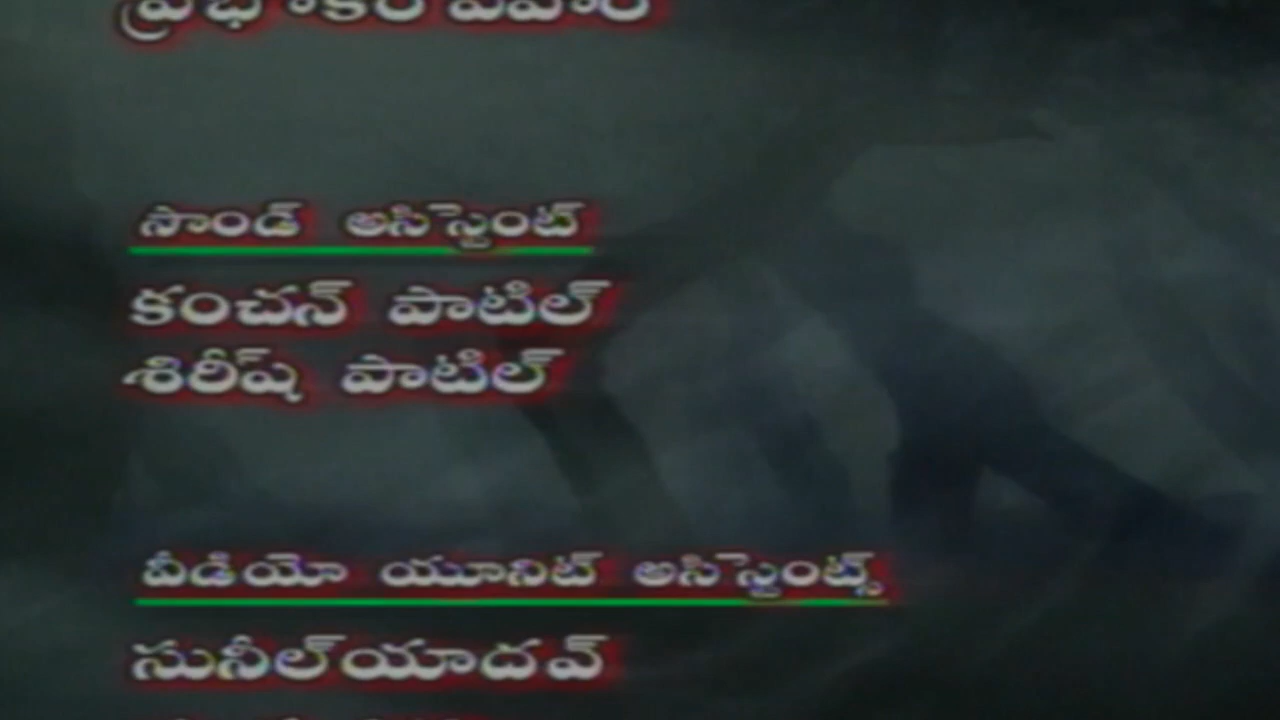 సౌండ్ అసిస్టెంట్
కంచన్ పాటిల్
శిరీష్ పాటిల్
వీడియో యూనిట్ అసిస్టెంట్స్
సునీల్‌యాదవ్